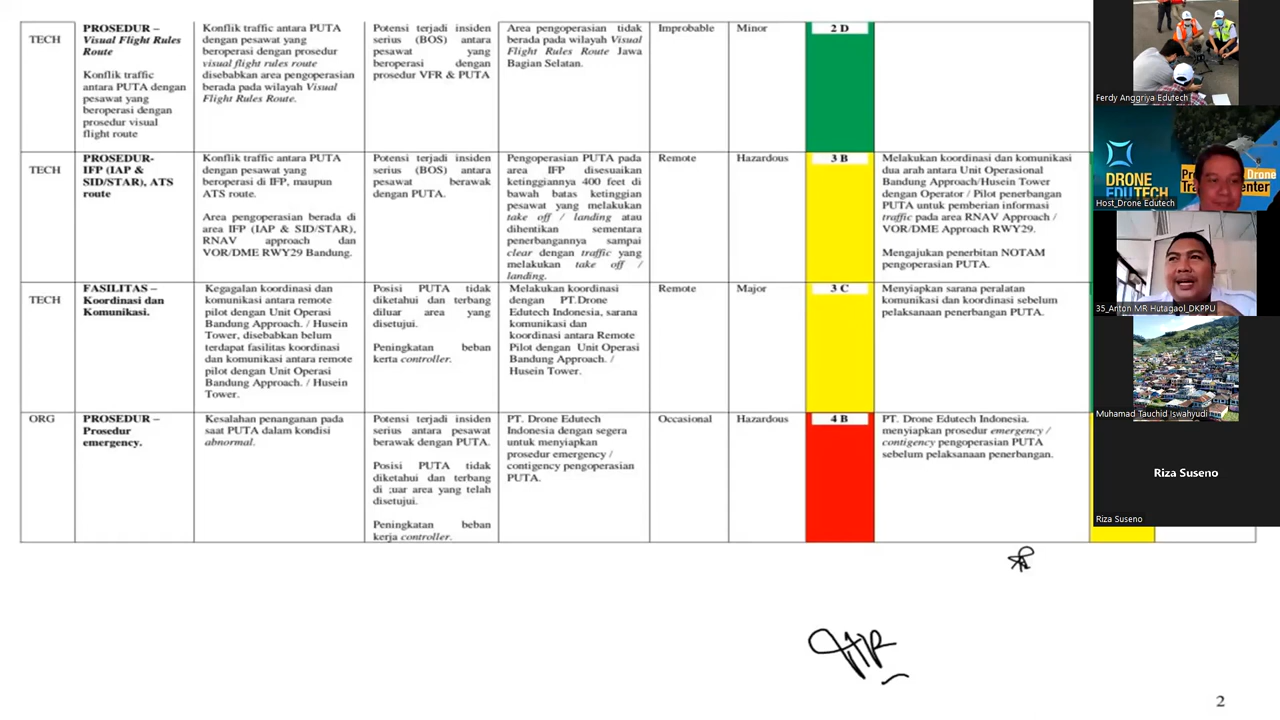 TECH
PROSEDUR –
Visual Flight Rules
Route
Konflik traffic
antara PUTA dengan
pesawat yang
beroperasi dengan
prosedur visual
flight route
Konflik traffic antara PUTA
dengan pesawat yang
beroperasi dengan prosedur
visual flight rules route
disebabkan area pengoperasian
berada pada wilayah Visual
Flight Rules Route.
Potensi terjadi insiden
serius (BOS) antara
pesawat yang
beroperasi dengan
prosedur VFR & PUTA
Area pengoperasian tidak
berada pada wilayah Visual
Flight Rules Route Jawa
Bagian Selatan.
Improbable
Minor
2 D
TECH
PROSEDUR-
IFP (IAP &
SID/STAR), ATS
route
Konflik traffic antara PUTA
dengan pesawat yang
beroperasi di IFP, maupun
ATS route.
Area pengoperasian berada di
area IFP (IAP & SID/STAR),
RNAV approach dan
VOR/DME RWY29 Bandung.
Potensi terjadi insiden
serius (BOS) antara
pesawat berawak
dengan PUTA.
Pengoperasian PUTA pada
area IFP disesuaikan
ketinggiannya 400 feet di
bawah batas ketinggian
pesawat yang melakukan
take off / landing atau
dihentikan sementara
penerbangannya sampai
clear dengan traffic yang
melakukan take off /
landing.
Remote
Hazardous
3 B
Melakukan koordinasi dan komunikasi
dua arah antara Unit Operasional
Bandung Approach/Husein Tower
dengan Operator / Pilot penerbangan
PUTA untuk pemberian informasi
traffic pada area RNAV Approach /
VOR/DME Approach RWY29.
Mengajukan penerbitan NOTAM
pengoperasian PUTA.
TECH
FASILITAS –
Koordinasi dan
Komunikasi.
Kegagalan koordinasi dan
komunikasi antara remote
pilot dengan Unit Operasi
Bandung Approach. / Husein
Tower, disebabkan belum
terdapat fasilitas koordinasi
dan komunikasi antara remote
pilot dengan Unit Operasi
Bandung Approach. / Husein
Tower.
Posisi PUTA tidak
diketahui dan terbang
diluar area yang
disetujui.
Peningkatan beban
kerta controller.
Melakukan koordinasi
dengan PT.Drone
Edutech Indonesia, sarana
komunikasi dan
koordinasi antara Remote
Pilot dengan Unit Operasi
Bandung Approach. /
Husein Tower.
Remote
Major
3 C
Menyiapkan sarana peralatan
komunikasi dan koordinasi sebelum
pelaksanaan penerbangan PUTA.
ORG
PROSEDUR –
Prosedur
emergency.
Kesalahan penanganan pada
saat PUTA dalam kondisi
abnormal.
Potensi terjadi insiden
serius antara pesawat
berawak dengan PUTA.
Posisi PUTA tidak
diketahui dan terbang
di ;uar area yang telah
disetujui.
Peningkatan beban
kerja controller.
PT. Drone Edutech
Indonesia dengan segera
untuk menyiapkan
prosedur emergency /
contigency pengoperasian
PUTA.
Occasional
Hazardous
4 B
PT. Drone Edutech Indonesia.
menyiapkan prosedur emergency /
contigency pengoperasian PUTA
sebelum pelaksanaan penerbangan.
2
Ferdy Anggriya Edutech
DRONE
EDUTECH
Drone
Host_Drone Edutech
35_Anton MR Hutagaol_DKPPU
Muhamad Tauchid Iswahyudi
Riza Suseno
Riza Suseno